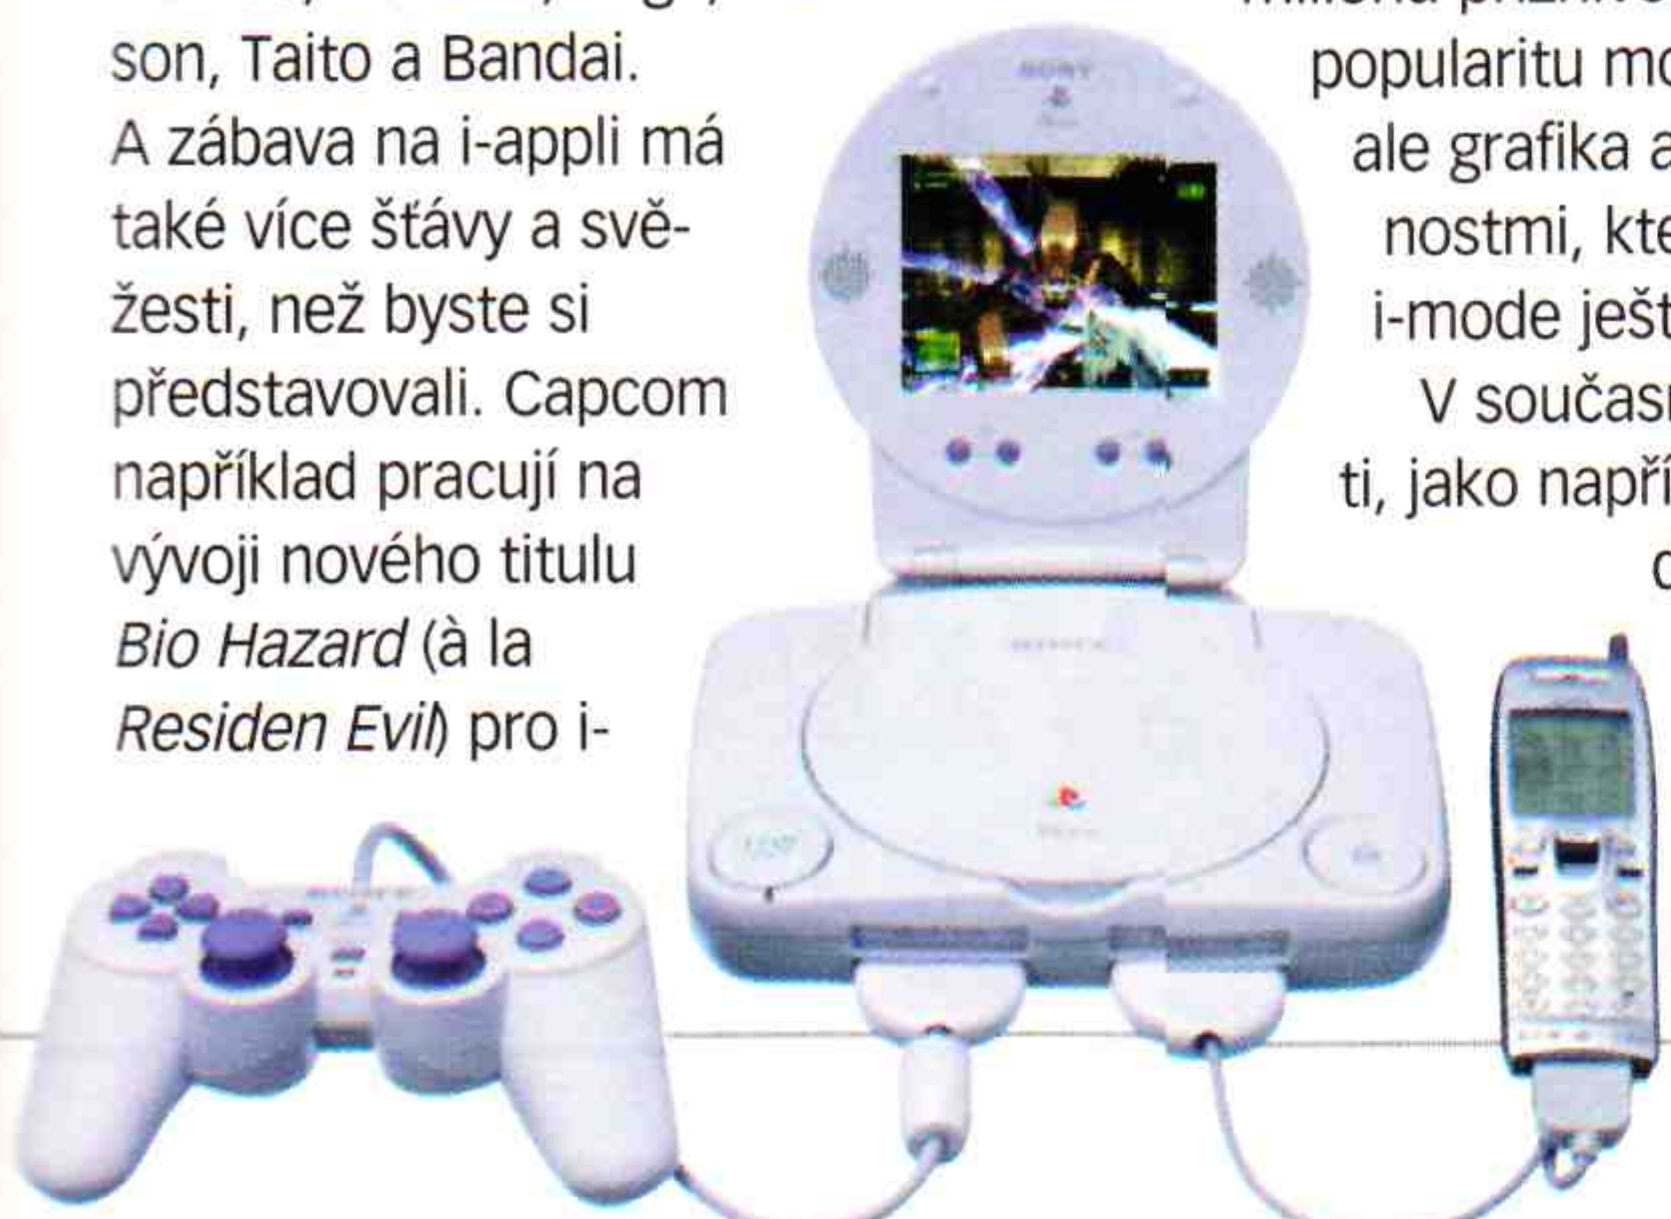 son, Taito a Bandai.
A zábava na i-appli má
také více šťávy a svě-
žesti, než byste si
představovali. Capcom
například pracují na
vývoji nového titulu
Bio Hazard (à la
Residen Evil) pro i-
popularitu mo
ale grafika a
nostmi, kte
i-mode ješt
V současn
ti, jako napří
SONY